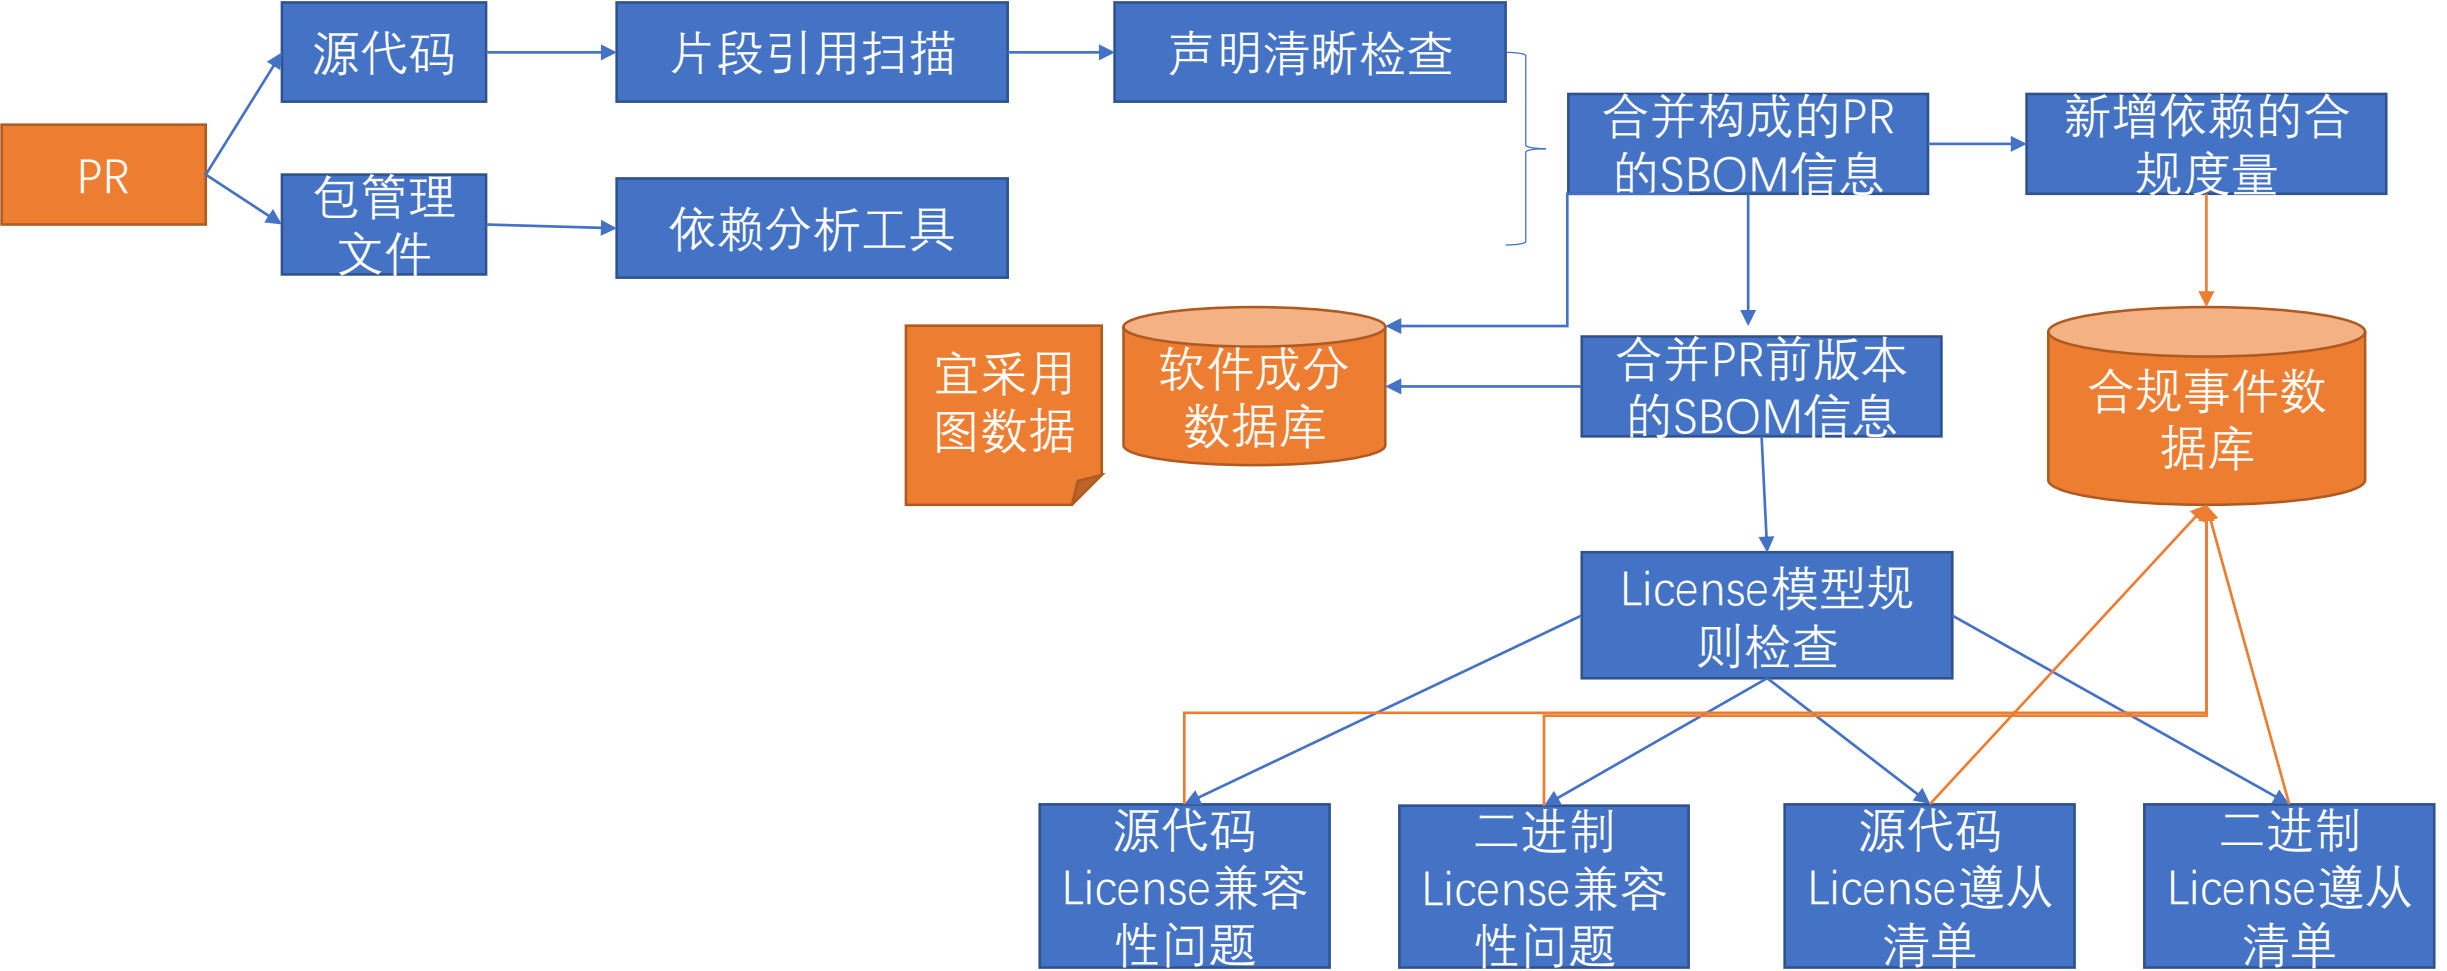 源代码
片段引用扫描
声明清晰检查
PR
包管理
文件
依赖分析工具
合并构成的PR
的SBOM信息
新增依赖的合
规度量
宜采用
图数据
软件成分
数据库
合并PR前版本
的SBOM信息
合规事件数
据库
License模型规
则检查
源代码
License兼容
性问题
二进制
License兼容
性问题
源代码
License遵从
清单
二进制
License遵从
清单